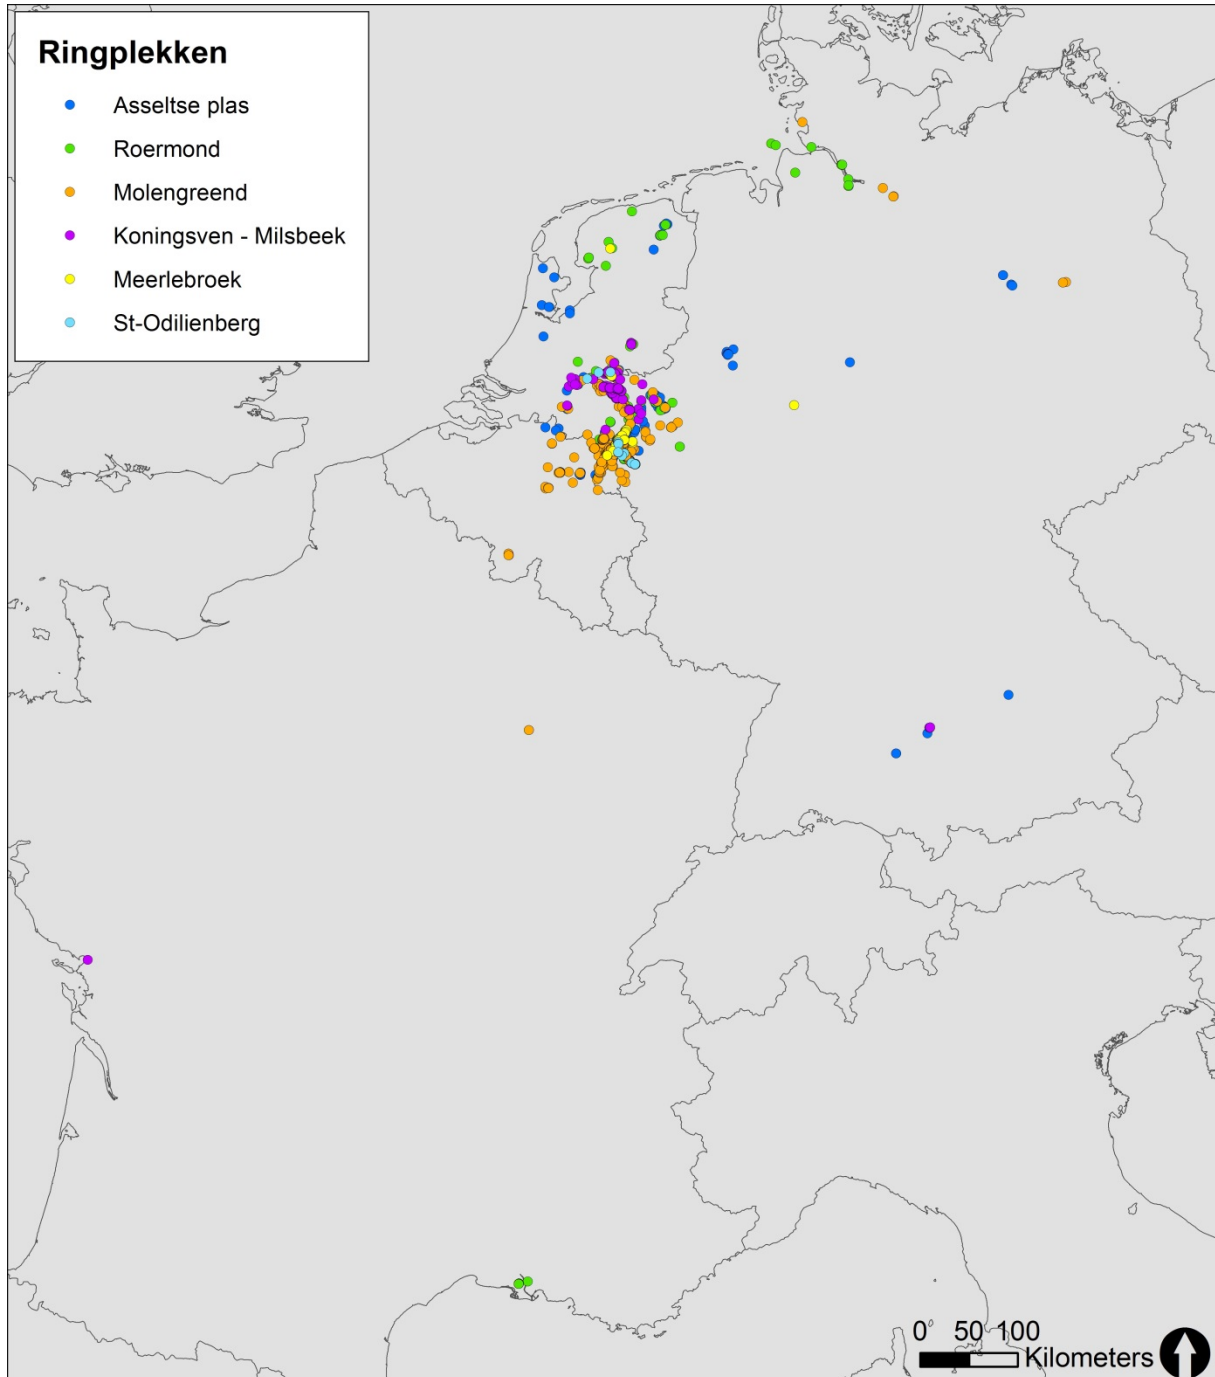 Ringplekken
Asseltse plas
Roermond
Molengreend
Koningsven - Milsbeek
Meerlebroek
St-Odilienberg
0 50 100
Kilometers